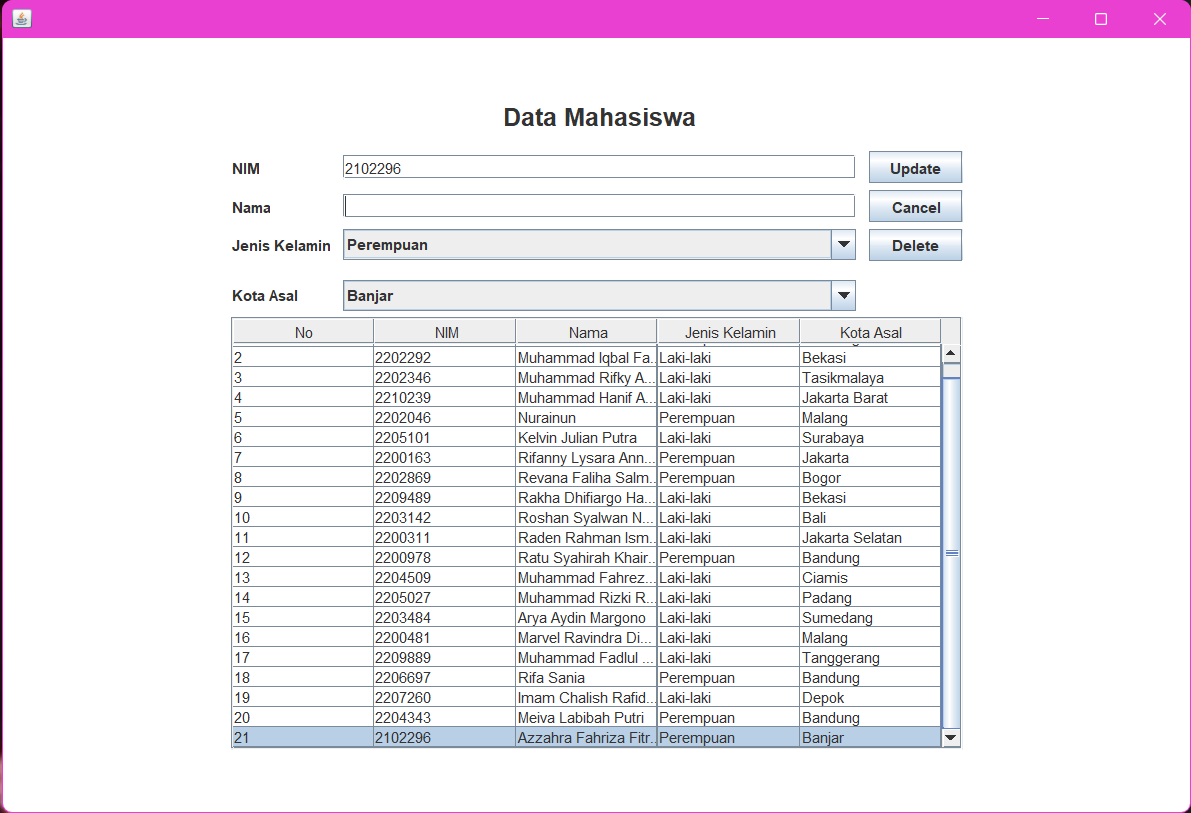 Data Mahasiswa
NIM 2102296 Update
Nama Cancel
Jenis Kelamin Perempuan Delete
Kota Asal Banjar
No NIM Nama Jenis Kelamin Kota Asal
2 2202292 Muhammad Iqbal Fa... Laki-laki Bekasi
3 2202346 Muhammad Rifky A... Laki-laki Tasikmalaya
4 2210239 Muhammad Hanif A... Laki-laki Jakarta Barat
5 2202046 Nurainun Perempuan Malang
6 2205101 Kelvin Julian Putra Laki-laki Surabaya
7 2200163 Rifanny Lysara Ann... Perempuan Jakarta
8 2202869 Revana Faliha Salm... Perempuan Bogor
9 2209489 Rakha Dhifiargo Ha... Laki-laki Bekasi
10 2203142 Roshan Syalwan N... Laki-laki Bali
11 2200311 Raden Rahman Ism... Laki-laki Jakarta Selatan
12 2200978 Ratu Syahirah Khair... Perempuan Bandung
13 2204509 Muhammad Fahrez... Laki-laki Ciamis
14 2205027 Muhammad Rizki R... Laki-laki Padang
15 2203484 Arya Aydin Margono Laki-laki Sumedang
16 2200481 Marvel Ravindra Di... Laki-laki Malang
17 2209889 Muhammad Fadlul ... Laki-laki Tanggerang
18 2206697 Rifa Sania Perempuan Bandung
19 2207260 Imam Chalish Rafid... Laki-laki Depok
20 2204343 Meiva Labibah Putri Perempuan Bandung
21 2102296 Azzahra Fahriza Fitr... Perempuan Banjar